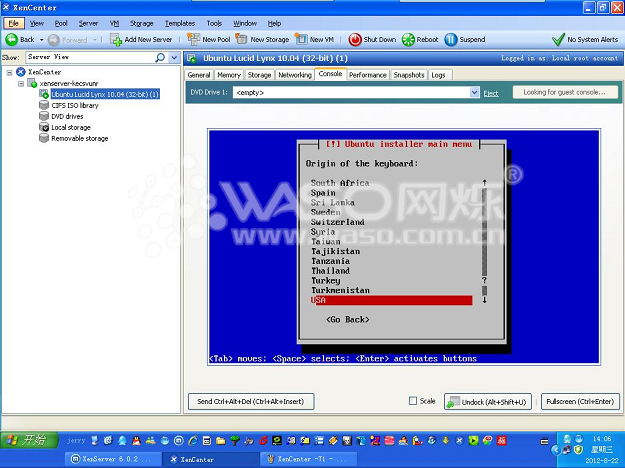 XenCenter
File View Pool Server VM Storage Templates Tools Window Help
Back Forward Add New Server New Pool New Storage New VM Shut Down Reboot Suspend No System Alerts
Show: Server View
Ubuntu Lucid Lynx 10.04 (32-bit) (1) Logged in as: Local root account
XenCenter
xenserver-kecsvunr
Ubuntu Lucid Lynx 10.04 (32-bit) (1)
CIFS ISO library
DVD drives
Local storage
Removable storage
General Memory Storage Networking Console Performance Snapshots Logs
DVD Drive 1: <empty> Eject Looking for guest console...
[!] Ubuntu installer main menu
Origin of the keyboard:
South Africa
Spain
Sri Lanka
Sweden
Switzerland
Syria
Taiwan
Tajikistan
Tanzania
Thailand
Turkey
Turkmenistan
USA
<Go Back>
<Tab> moves; <Space> selects; <Enter> activates buttons
WASO网烁®
www.waso.com.cn
Send Ctrl+Alt+Del (Ctrl+Alt+Insert) Scale Undock (Alt+Shift+U) Fullscreen (Ctrl+Enter)
开始 jerry
XenServer 6.0.2 ... XenCenter XenCenter -T1 - ...
14:06
星期三
2012-8-22